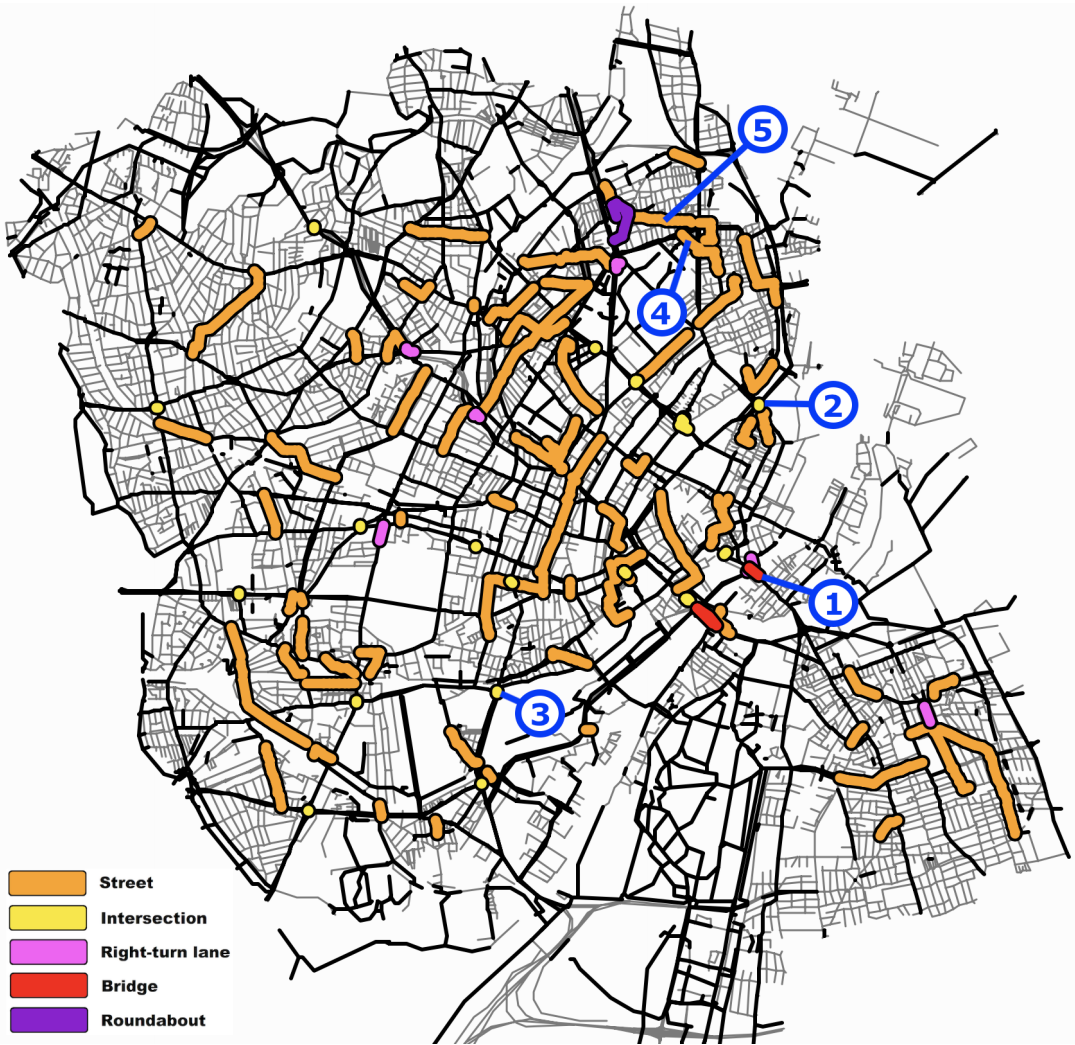 5
4
2
1
3
Street
Intersection
Right-turn lane
Bridge
Roundabout